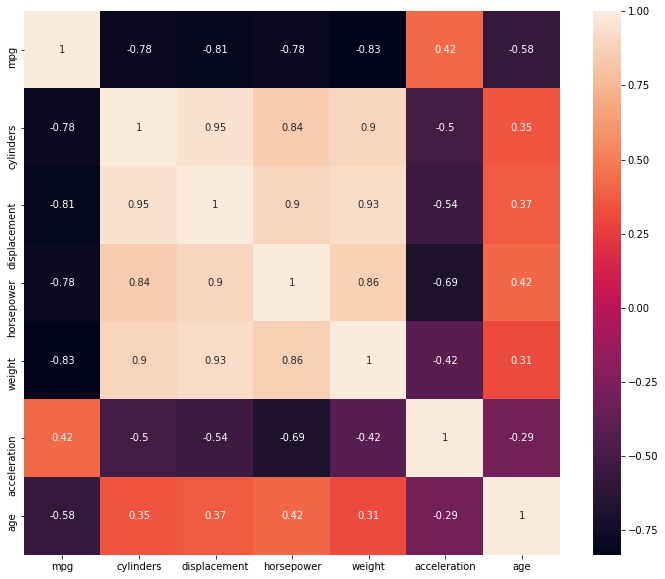 mpg 1 -0.78 -0.81 -0.78 -0.83 0.42 -0.58
cylinders -0.78 1 0.95 0.84 0.9 -0.5 0.35
displacement -0.81 0.95 1 0.9 0.93 -0.54 0.37
horsepower -0.78 0.84 0.9 1 0.86 -0.69 0.42
weight -0.83 0.9 0.93 0.86 1 -0.42 0.31
acceleration 0.42 -0.5 -0.54 -0.69 -0.42 1 -0.29
age -0.58 0.35 0.37 0.42 0.31 -0.29 1
mpg cylinders displacement horsepower weight acceleration age
1.00
0.75
0.50
0.25
0.00
−0.25
−0.50
−0.75